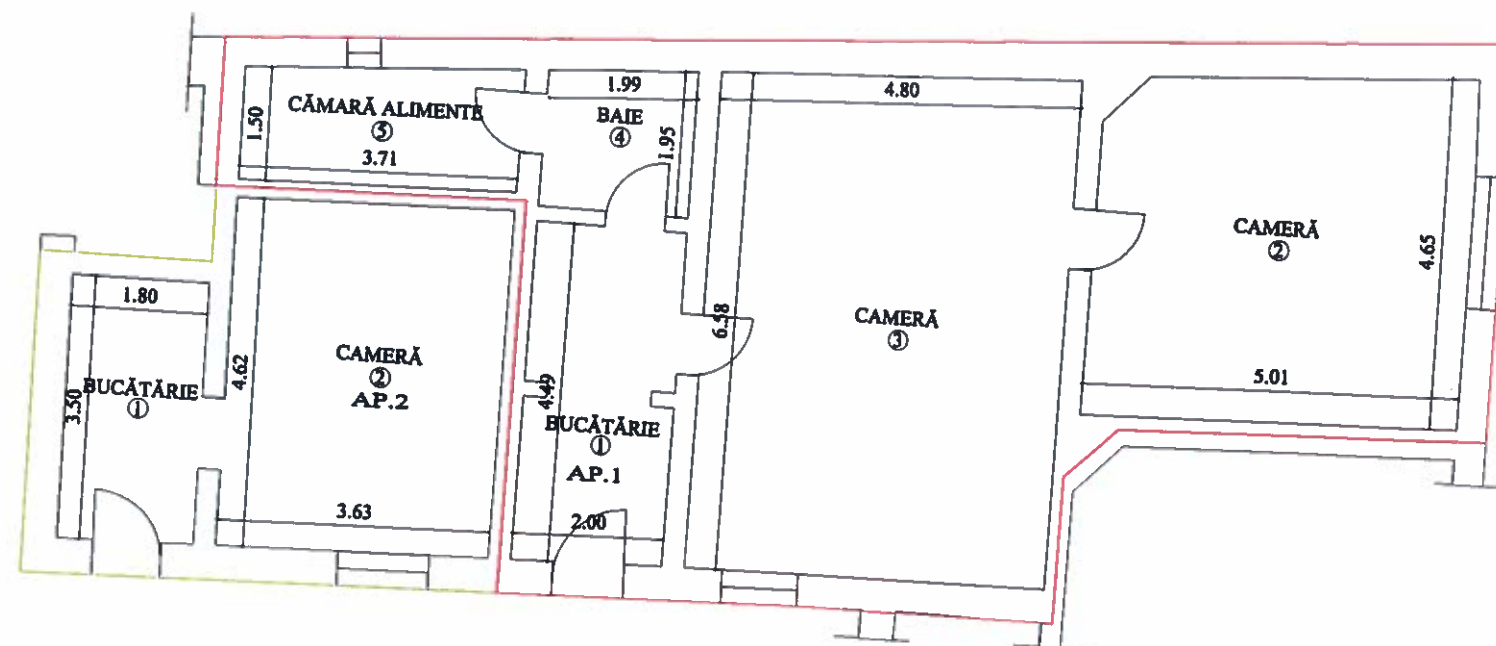 CĂMARĂ ALIMENTE
⑤
1.50
3.71
1.99
BAIE
④
1.95
4.80
CAMERĂ
②
4.65
5.01
CAMERĂ
③
6.58
1.80
BUCĂTĂRIE
①
3.50
4.62
CAMERĂ
②
AP.2
3.63
4.49
BUCĂTĂRIE
①
AP.1
2.00